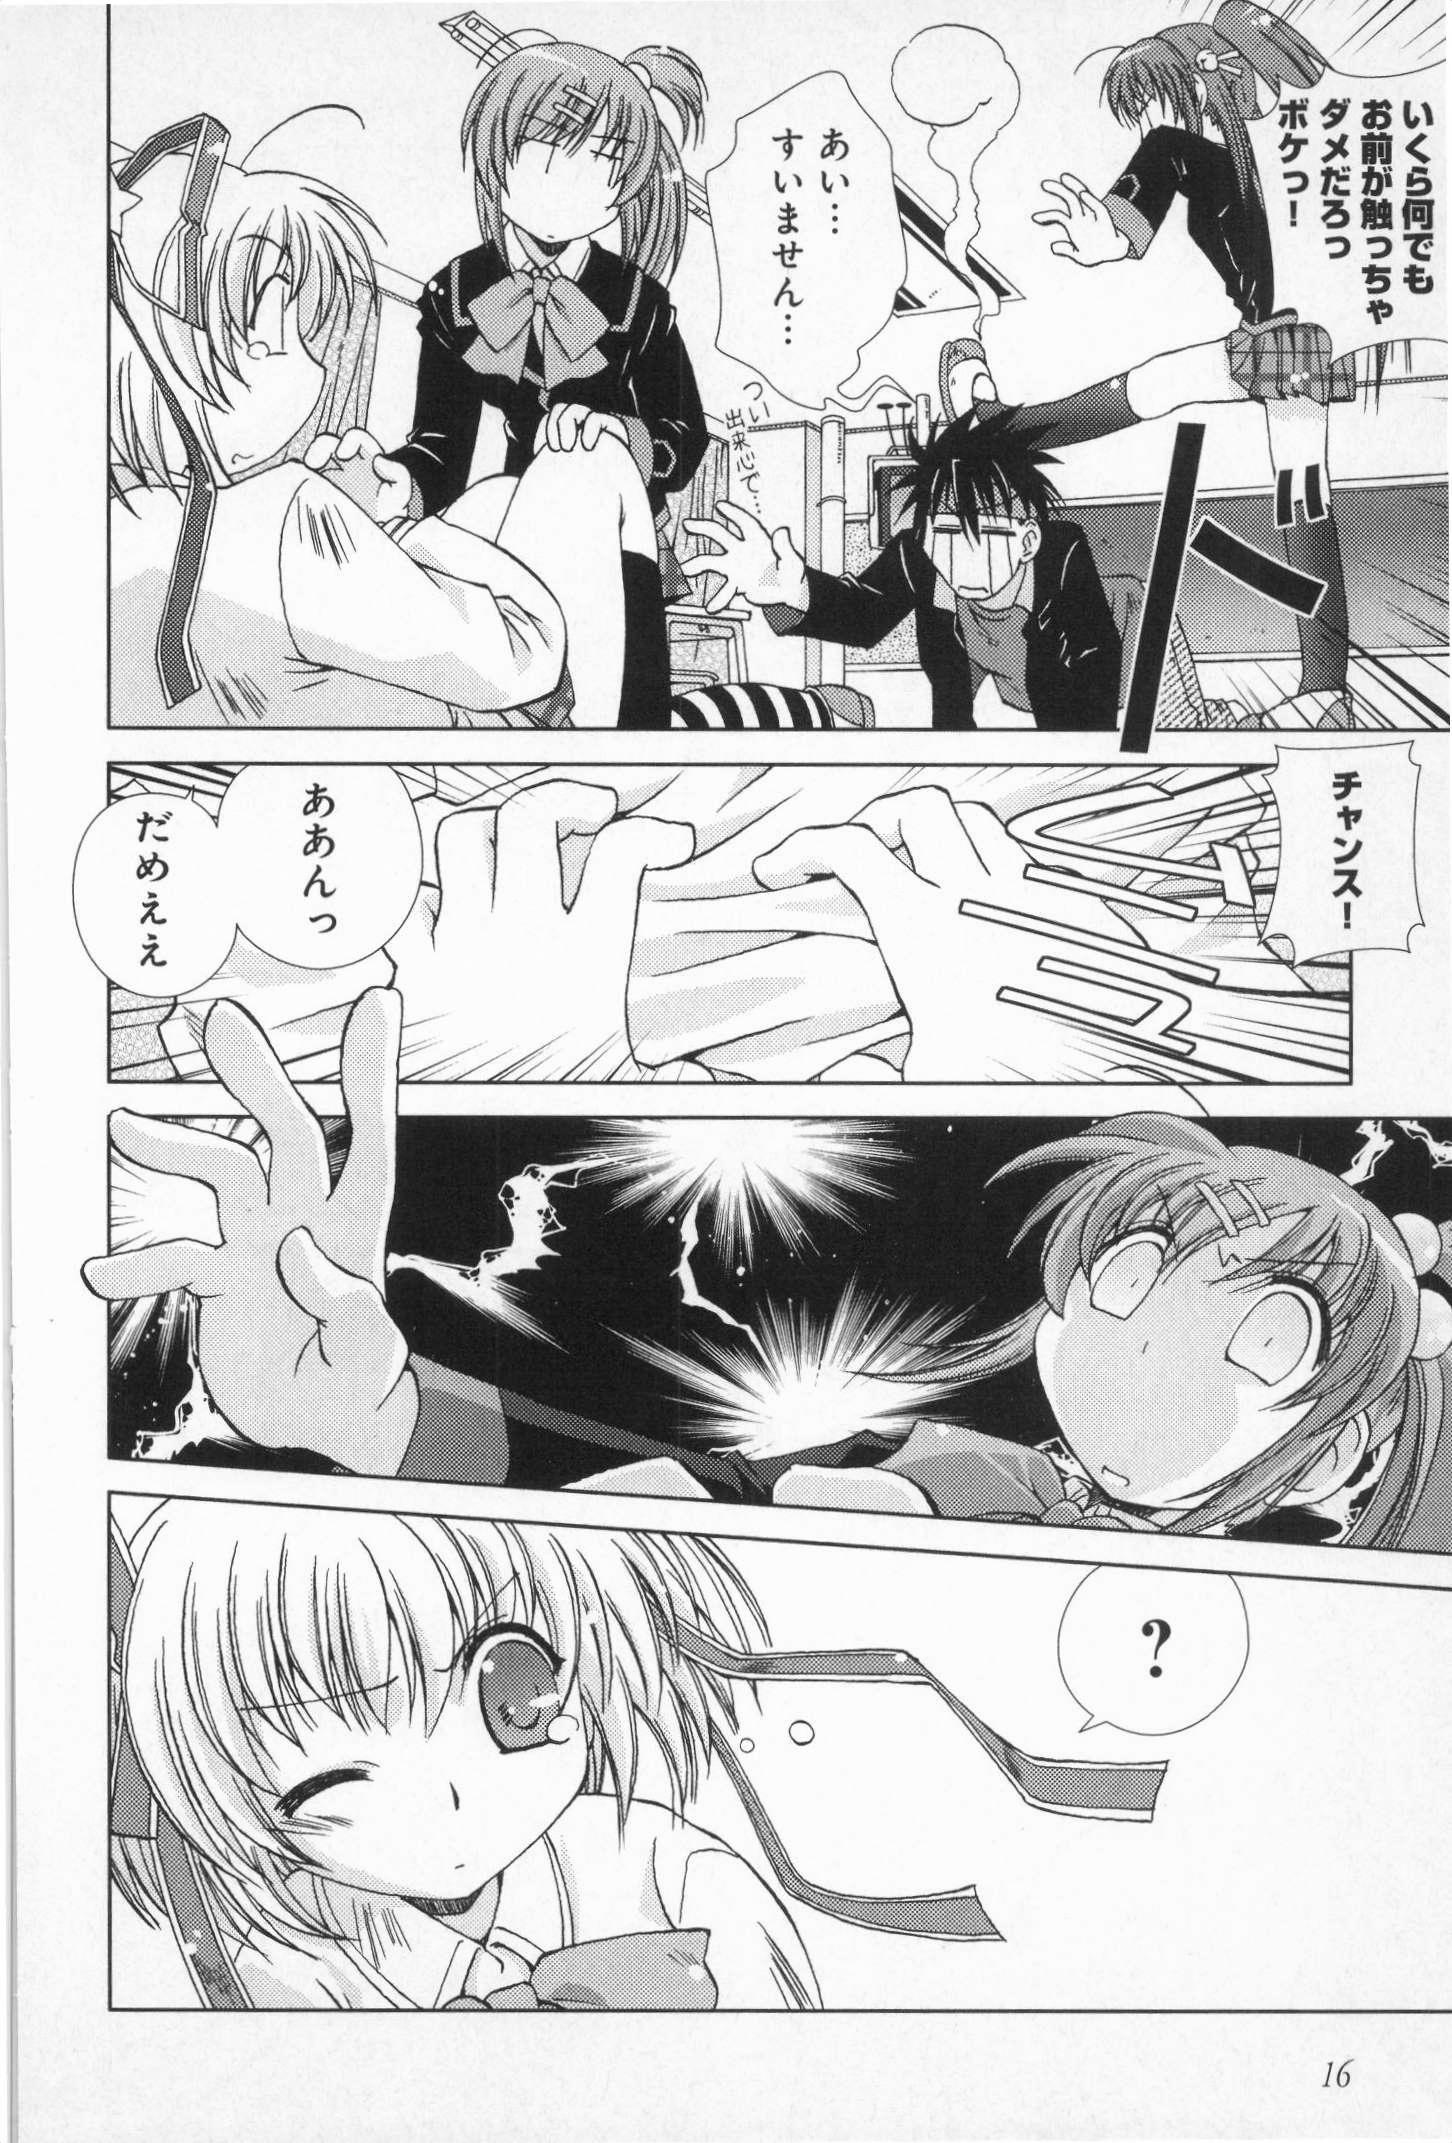 いくら何でも
お前が触っちゃ
ダメだろっ
ボケっ!
ドバ
あい…
すいません…
つい
出来心で…
チャンス!
ああんっ
だめぇぇ
?
16